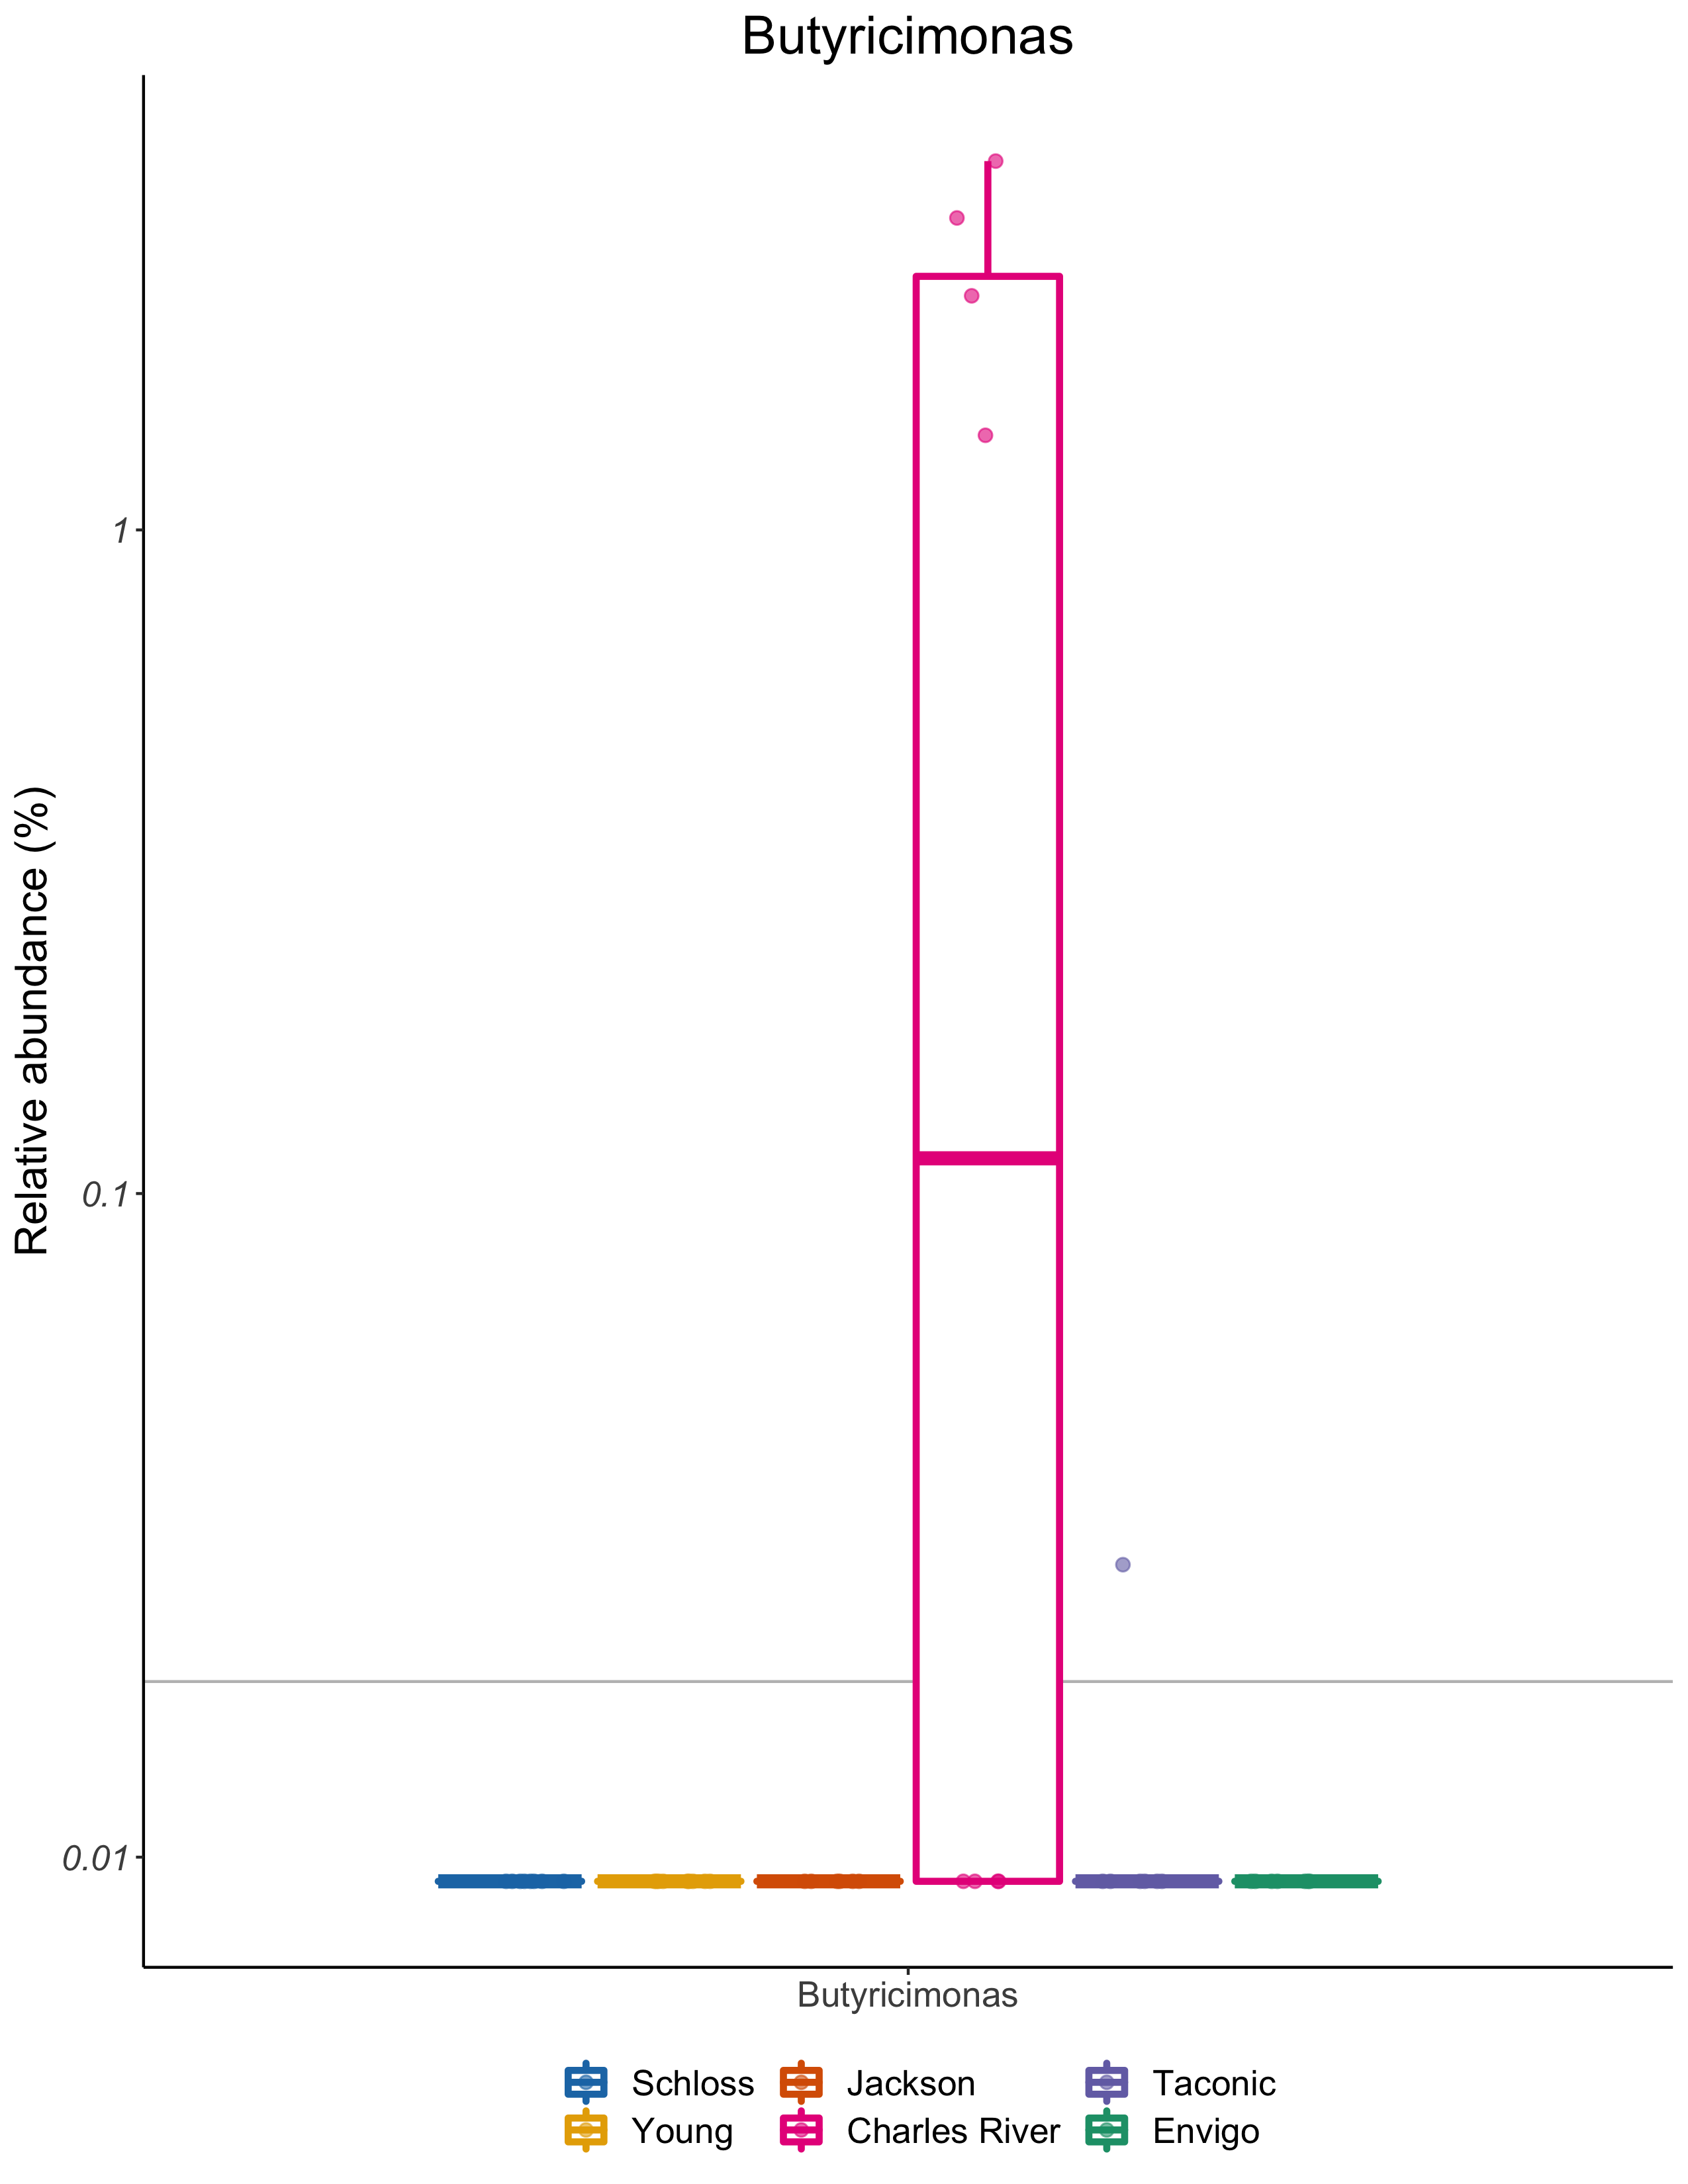 Butyricimonas
Relative abundance (%)
1
0.1
0.01
Butyricimonas
Schloss
Jackson
Taconic
Young
Charles River
Envigo